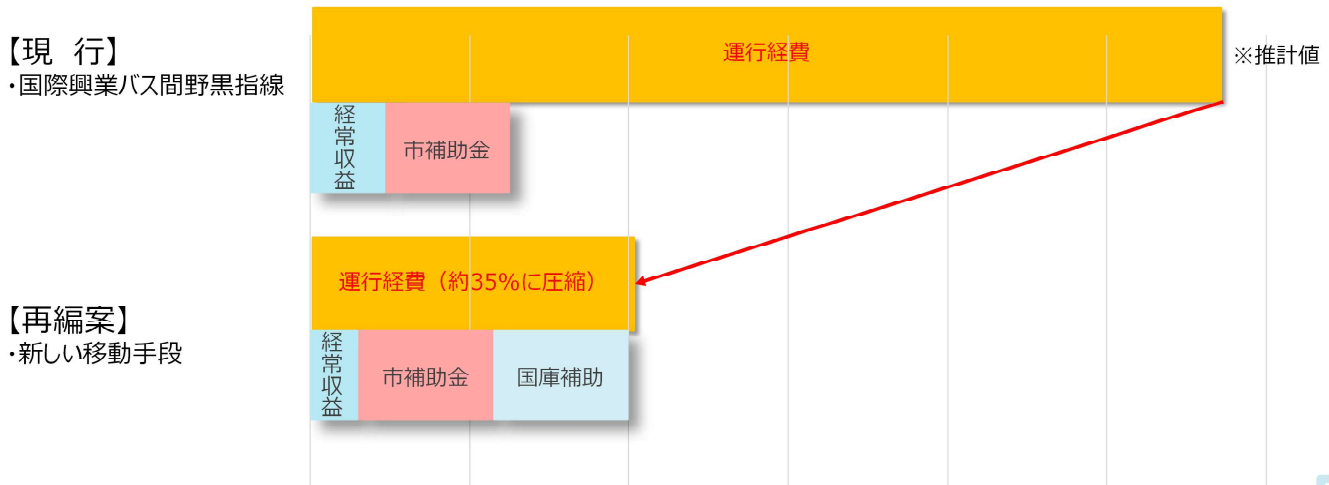 【現　行】
・国際興業バス間野黒指線
運行経費
※推計値
経常収益
市補助金
【再編案】
・新しい移動手段
運行経費（約35%に圧縮）
経常収益
市補助金
国庫補助